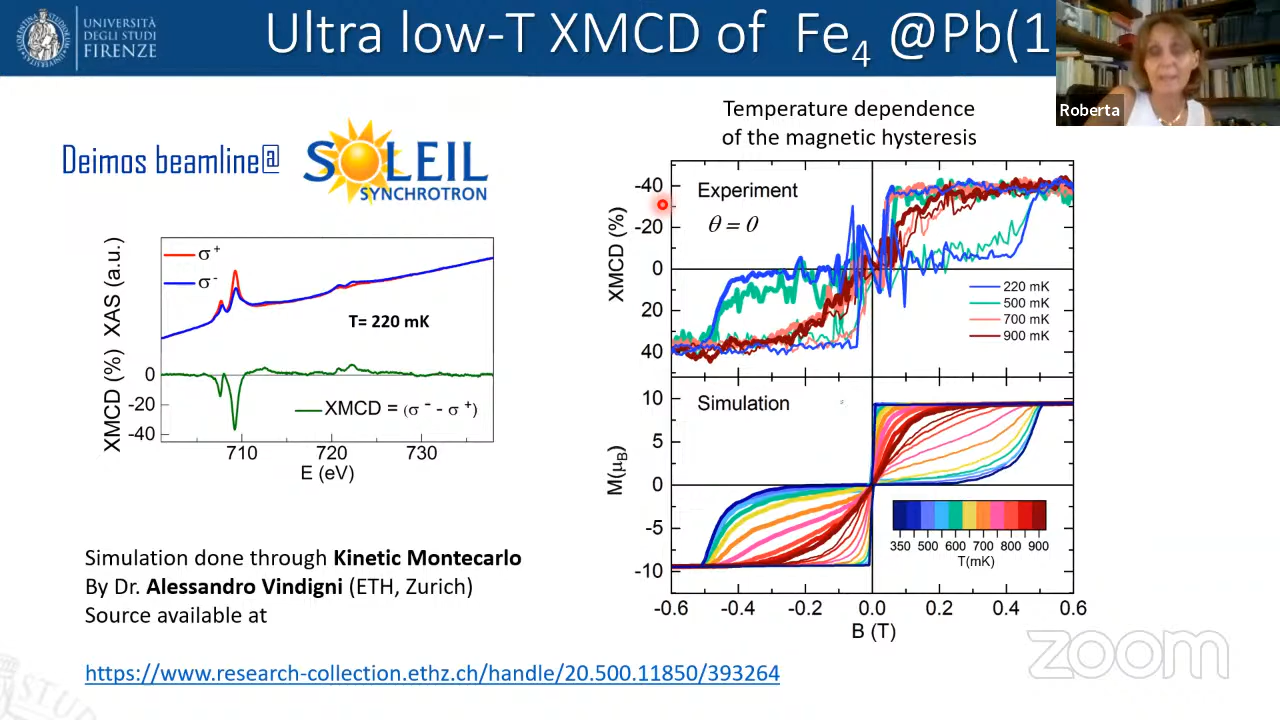 UNIVERSITÀ
DEGLI STUDI
FIRENZE
Ultra low-T XMCD of Fe4 @Pb(1
Roberta
Deimos beamline@
SOLEIL
SYNCHROTRON
XAS (a.u.)
σ+
σ-
T= 220 mK
XMCD (%)
0
-20
-40
XMCD = (σ - - σ +)
710
720
730
E (eV)
Temperature dependence
of the magnetic hysteresis
XMCD (%)
-40
-20
0
20
40
Experiment
θ = 0
220 mK
500 mK
700 mK
900 mK
M(μB)
10
5
0
-5
-10
Simulation
350 500 600 700 800 900
T(mK)
-0.6 -0.4 -0.2 0.0 0.2 0.4 0.6
B (T)
Simulation done through Kinetic Montecarlo
By Dr. Alessandro Vindigni (ETH, Zurich)
Source available at
https://www.research-collection.ethz.ch/handle/20.500.11850/393264
zoom